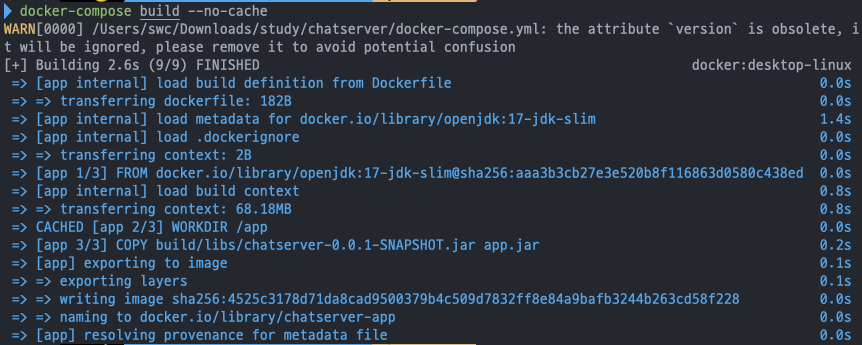 docker-compose build --no-cache
WARN[0000] /Users/swc/Downloads/study/chatserver/docker-compose.yml: the attribute `version` is obsolete, i
t will be ignored, please remove it to avoid potential confusion
[+] Building 2.6s (9/9) FINISHED docker:desktop-linux
=> [app internal] load build definition from Dockerfile 0.0s
=> => transferring dockerfile: 182B 0.0s
=> [app internal] load metadata for docker.io/library/openjdk:17-jdk-slim 1.4s
=> [app internal] load .dockerignore 0.0s
=> => transferring context: 2B 0.0s
=> [app 1/3] FROM docker.io/library/openjdk:17-jdk-slim@sha256:aaa3b3cb27e3e520b8f116863d0580c438ed 0.0s
=> [app internal] load build context 0.8s
=> => transferring context: 68.18MB 0.8s
=> CACHED [app 2/3] WORKDIR /app 0.0s
=> [app 3/3] COPY build/libs/chatserver-0.0.1-SNAPSHOT.jar app.jar 0.2s
=> [app] exporting to image 0.1s
=> => exporting layers 0.1s
=> => writing image sha256:4525c3178d71da8cad9500379b4c509d7832ff8e84a9bafb3244b263cd58f228 0.0s
=> => naming to docker.io/library/chatserver-app 0.0s
=> [app] resolving provenance for metadata file 0.0s